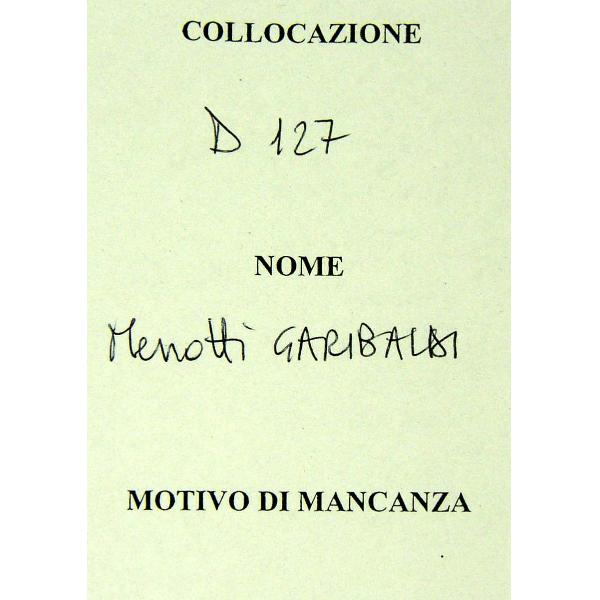 COLLOCAZIONE
D 127
NOME
Menotti GARIBALDI
MOTIVO DI MANCANZA